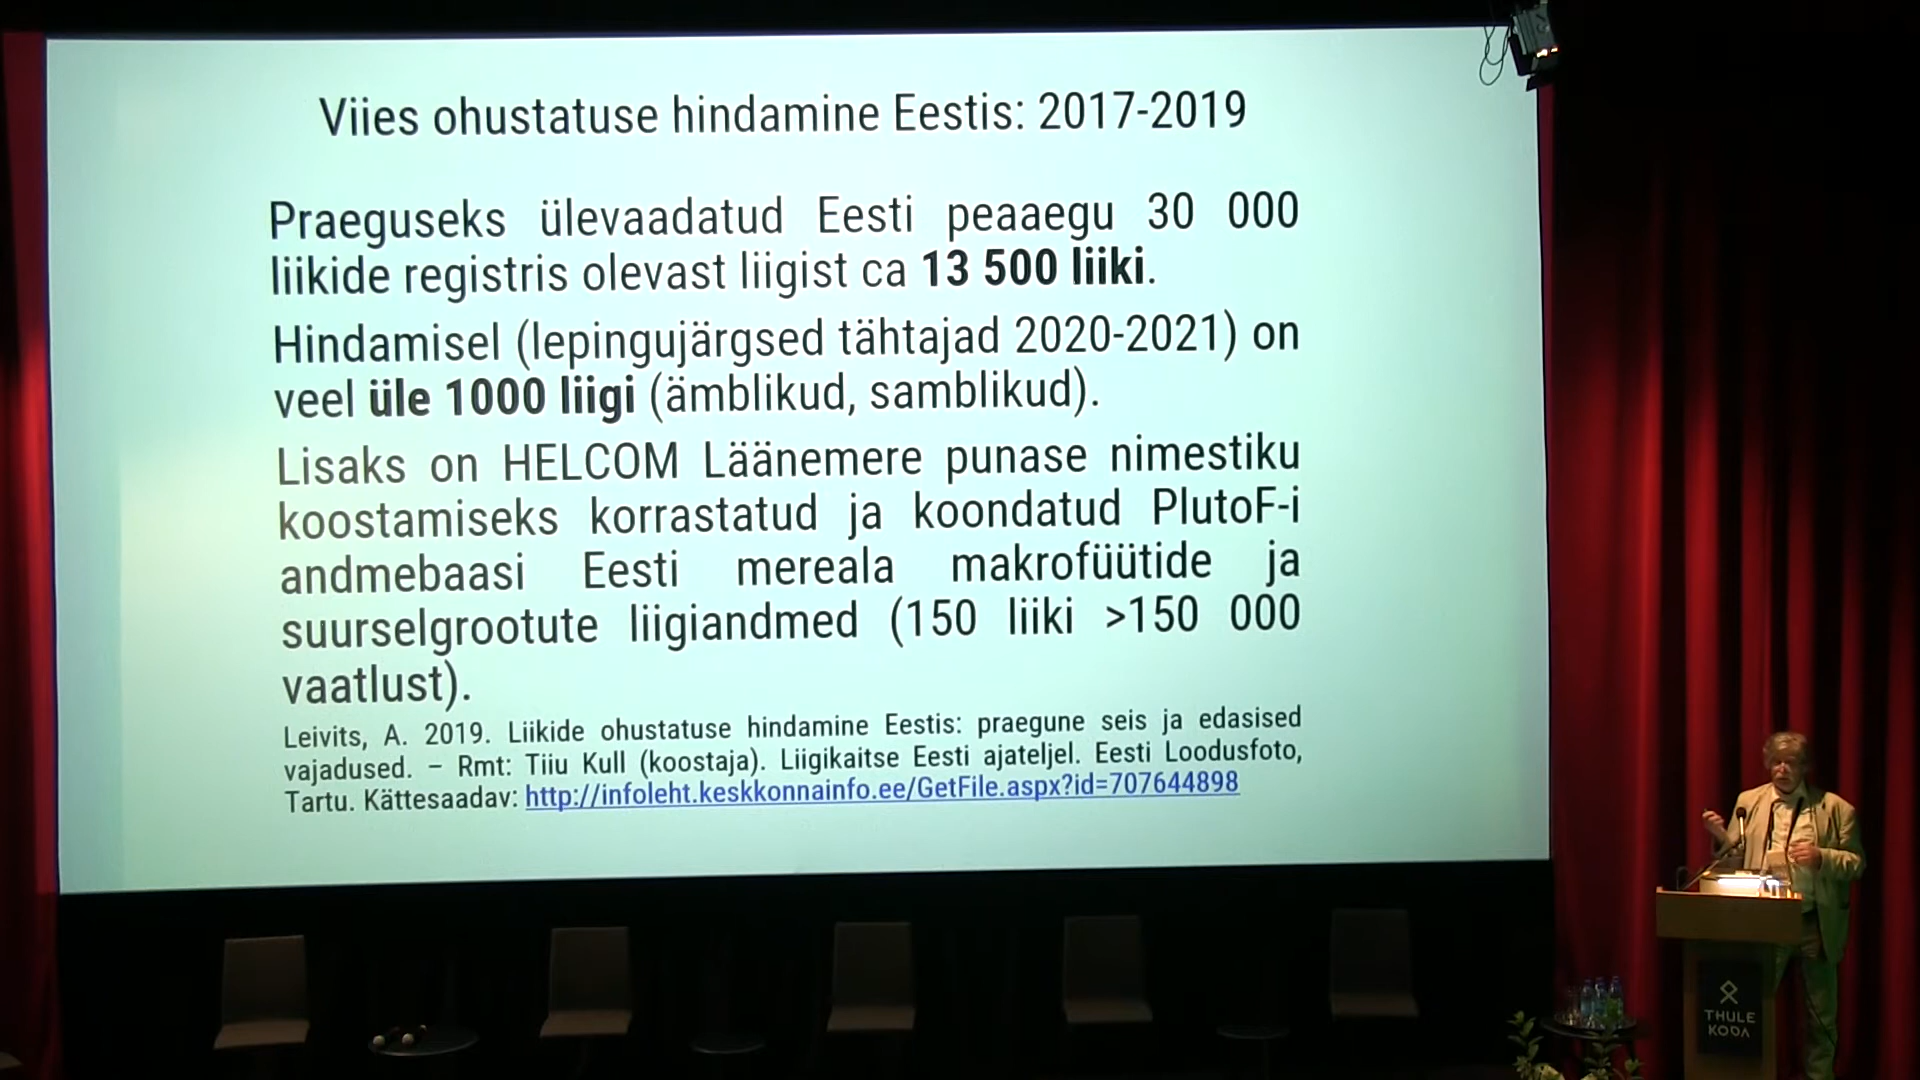 Viies ohustatuse hindamine Eestis: 2017-2019
Praeguseks ülevaadatud Eesti peaaegu 30 000
liikide registris olevast liigist ca 13 500 liiki.
Hindamisel (lepingujärgsed tähtajad 2020-2021) on
veel üle 1000 liigi (ämblikud, samblikud).
Lisaks on HELCOM Läänemere punase nimestiku
koostamiseks korrastatud ja koondatud PlutoF-i
andmebaasi Eesti mereala makrofüütide ja
suurselgrootute liigiandmed (150 liiki >150 000
vaatlust).
Leivits, A. 2019. Liikide ohustatuse hindamine Eestis: praegune seis ja edasised
vajadused. – Rmt: Tiiu Kull (koostaja). Liigikaitse Eesti ajateljel. Eesti Loodusfoto,
Tartu. Kättesaadav: http://infoleht.keskkonnainfo.ee/GetFile.aspx?id=707644898
THULE
KODA